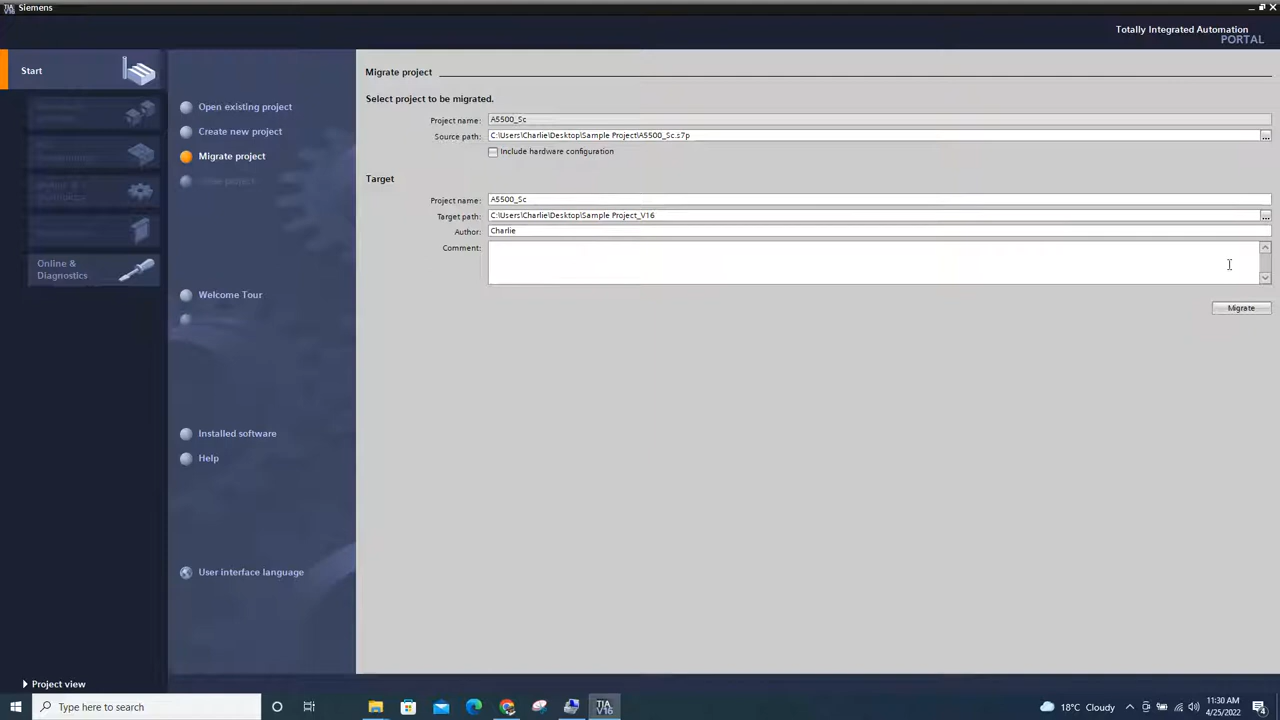 Siemens
Totally Integrated Automation
PORTAL
Start
Online &
Diagnostics
Open existing project
Create new project
Migrate project
Welcome Tour
Installed software
Help
User interface language
Migrate project
Select project to be migrated.
Project name: A5500_Sc
Source path: C:\Users\Charlie\Desktop\Sample Project\A5500_Sc.s7p ...
Include hardware configuration
Target
Project name: A5500_Sc
Target path: C:\Users\Charlie\Desktop\Sample Project_V16 ...
Author: Charlie
Comment:
Migrate
Project view
Type here to search
TIA
V16
18°C Cloudy
11:30 AM
4/25/2022